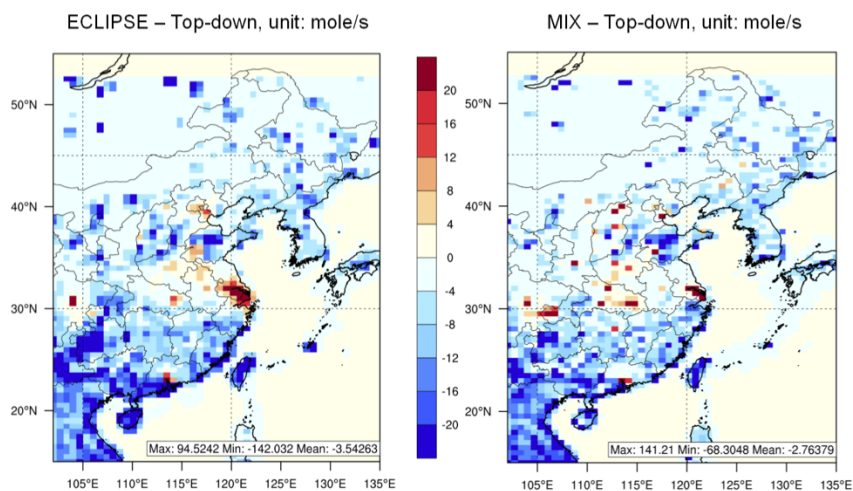 ECLIPSE – Top-down, unit: mole/s
MIX – Top-down, unit: mole/s
50°N
40°N
30°N
20°N
105°E 110°E 115°E 120°E 125°E 130°E 135°E
Max: 94.5242 Min: -142.032 Mean: -3.54263
20
16
12
8
4
0
-4
-8
-12
-16
-20
50°N
40°N
30°N
20°N
105°E 110°E 115°E 120°E 125°E 130°E 135°E
Max: 141.21 Min: -68.3048 Mean: -2.76379